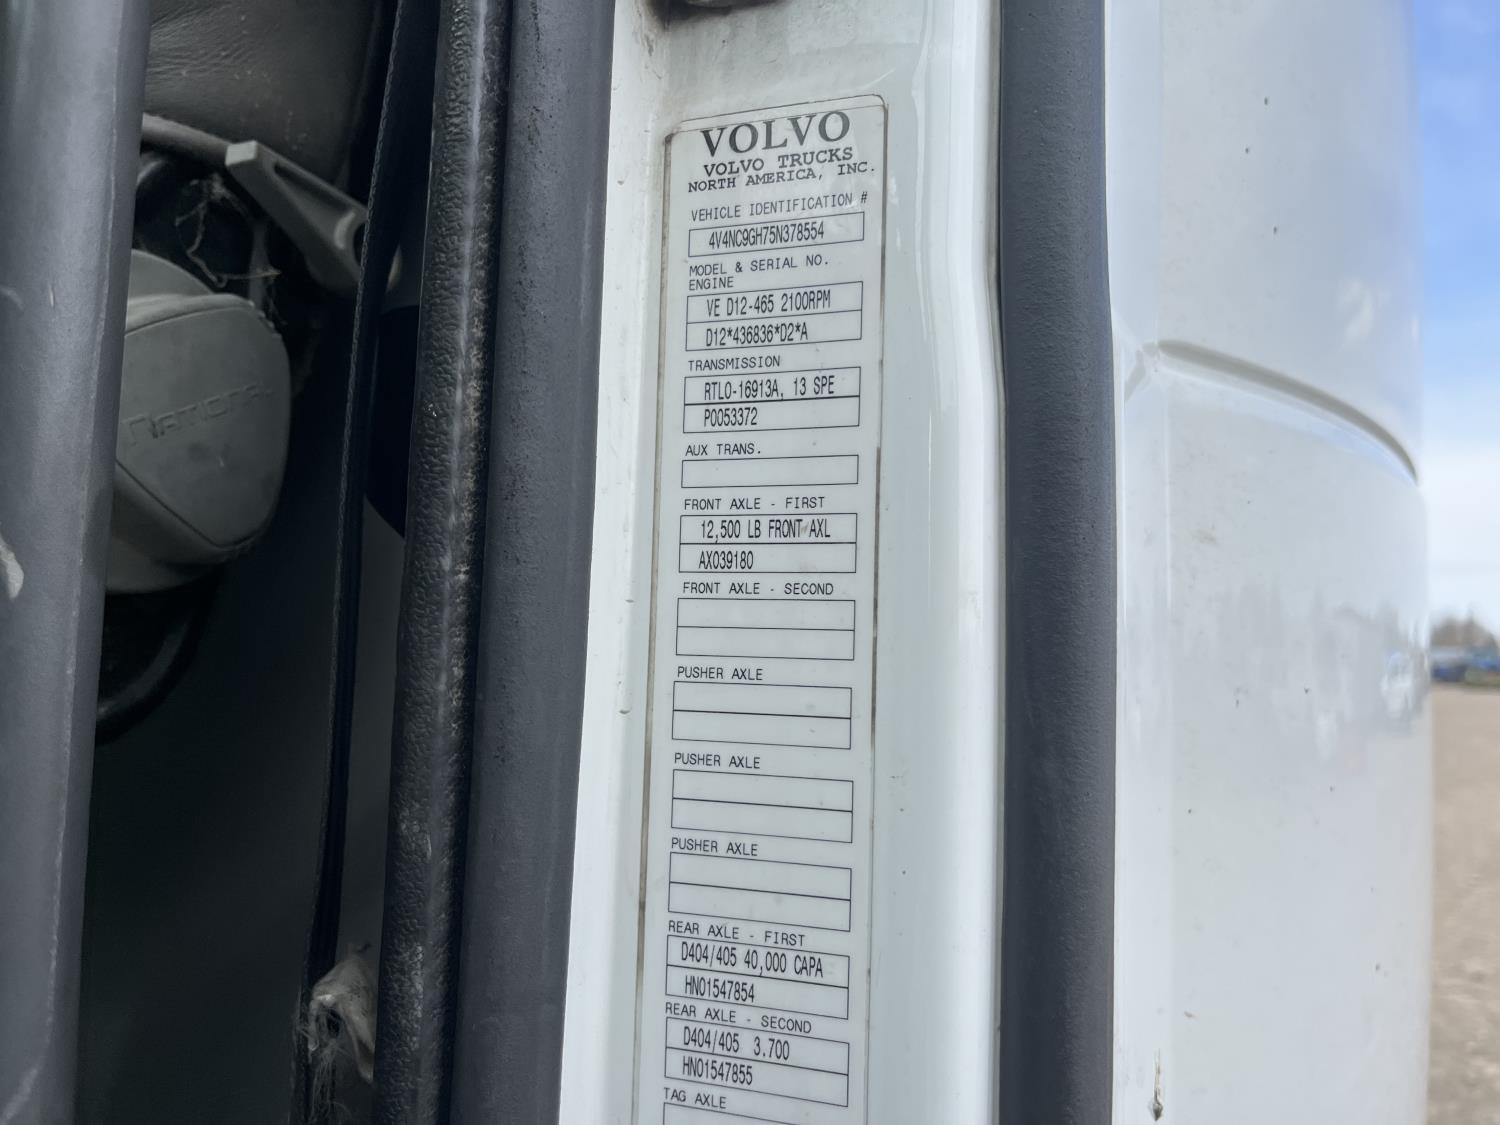 VOLVO
VOLVO TRUCKS
NORTH AMERICA, INC.
VEHICLE IDENTIFICATION #
4V4NC9GH75N378554
MODEL & SERIAL NO.
ENGINE
VE D12-465 2100RPM
D12*436836*D2*A
TRANSMISSION
RTLO-16913A, 13 SPE
P0053372
AUX TRANS.
FRONT AXLE - FIRST
12,500 LB FRONT AXL
AX039180
FRONT AXLE - SECOND
PUSHER AXLE
PUSHER AXLE
PUSHER AXLE
REAR AXLE - FIRST
D404/405 40,000 CAPA
HN01547854
REAR AXLE - SECOND
D404/405 3.700
HN01547855
TAG AXLE
NATIONAL